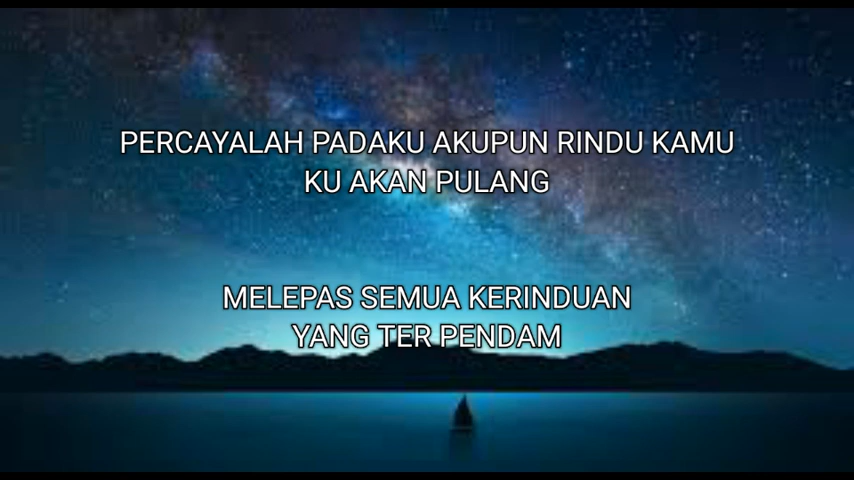 PERCAYALAH PADAKU AKUPUN RINDU KAMU
KU AKAN PULANG
MELEPAS SEMUA KERINDUAN
YANG TER PENDAM